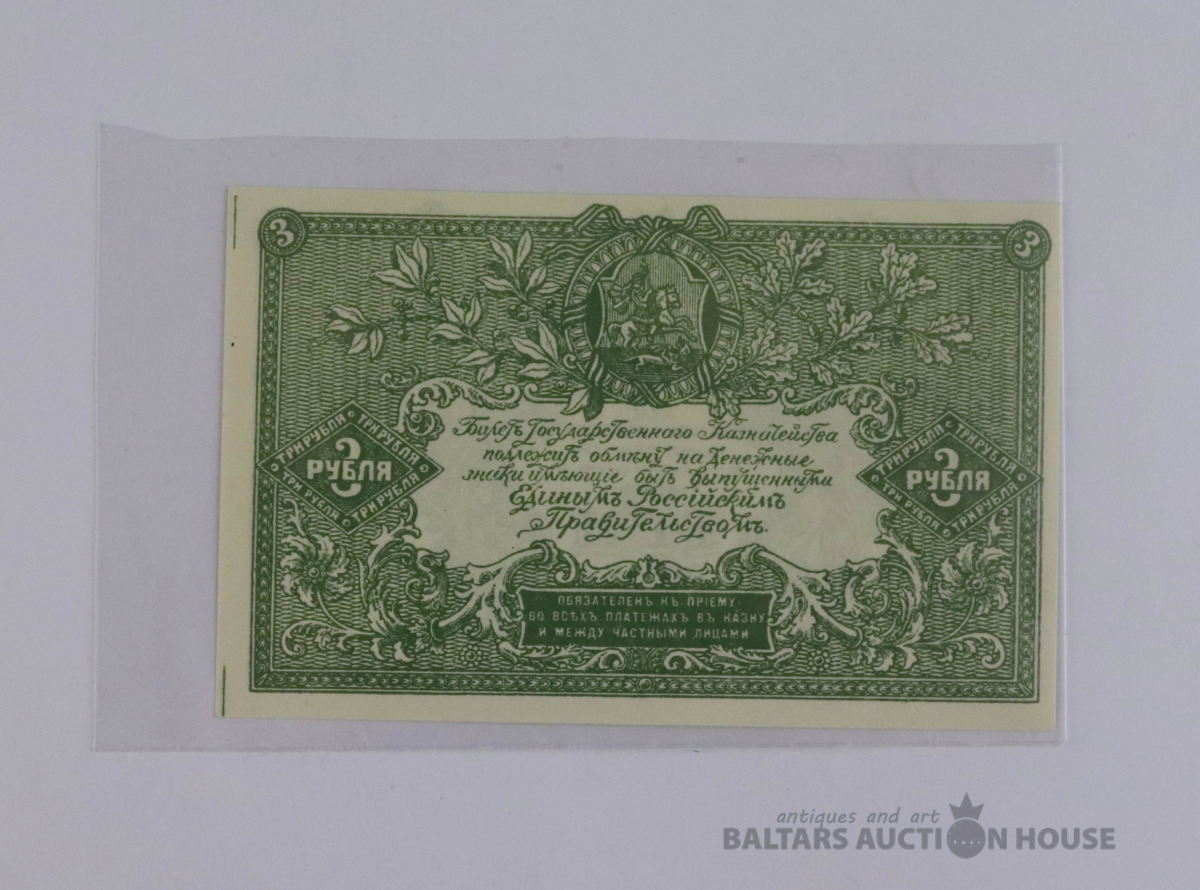 3
3
Билетъ Государственнаго Казначейства
подлежитъ обмѣну на денежные
знаки имѣющіе быть выпущенными
Единымъ Россійскимъ
Правительствомъ.
ТРИ РУБЛЯ
ТРИ РУБЛЯ
3
РУБЛЯ
ТРИ РУБЛЯ
ТРИ РУБЛЯ
ТРИ РУБЛЯ
ТРИ РУБЛЯ
3
РУБЛЯ
ТРИ РУБЛЯ
ТРИ РУБЛЯ
ОБЯЗАТЕЛЕНЪ КЪ ПРІЕМУ
ВО ВСѢХЪ ПЛАТЕЖАХЪ ВЪ КАЗНУ
И МЕЖДУ ЧАСТНЫМИ ЛИЦАМИ
antiques and art
BALTARS AUCTION HOUSE